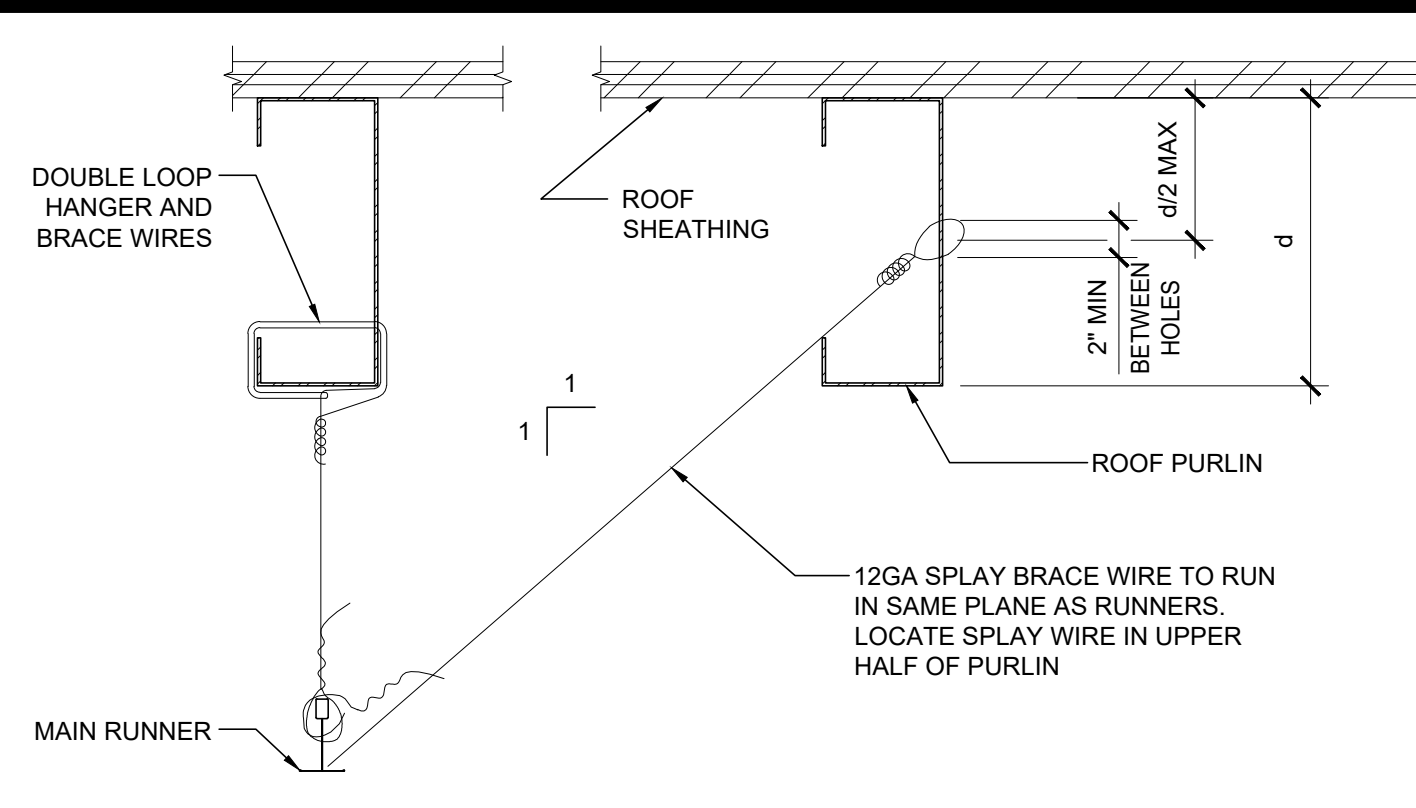 DOUBLE LOOP
HANGER AND
BRACE WIRES
ROOF
SHEATHING
d/2 MAX
d
2" MIN
BETWEEN
HOLES
1
1
ROOF PURLIN
12GA SPLAY BRACE WIRE TO RUN
IN SAME PLANE AS RUNNERS.
LOCATE SPLAY WIRE IN UPPER
HALF OF PURLIN
MAIN RUNNER